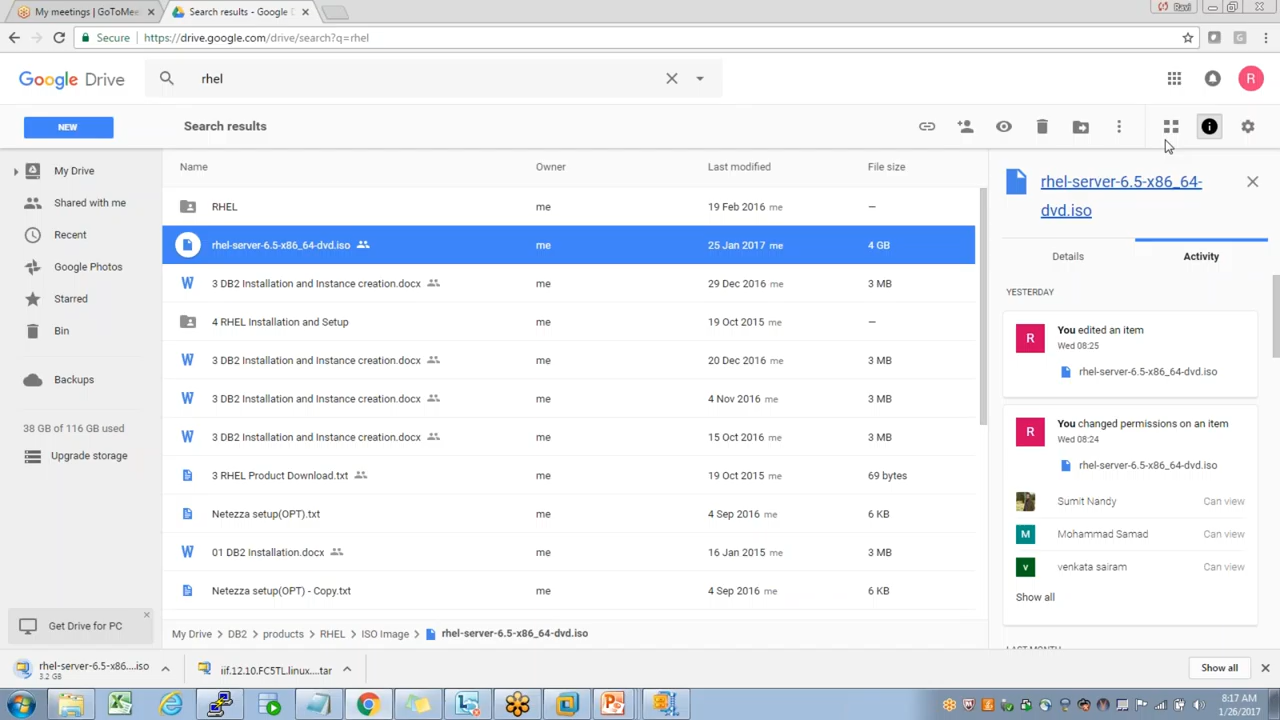 My meetings | GoToMee
Search results - Google D
Ravi
Secure
https://drive.google.com/drive/search?q=rhel
Google Drive
rhel
R
NEW
Search results
My Drive
Shared with me
Recent
Google Photos
Starred
Bin
Backups
38 GB of 116 GB used
Upgrade storage
Get Drive for PC
Name Owner Last modified File size
RHEL me 19 Feb 2016 me –
rhel-server-6.5-x86_64-dvd.iso me 25 Jan 2017 me 4 GB
3 DB2 Installation and Instance creation.docx me 29 Dec 2016 me 3 MB
4 RHEL Installation and Setup me 19 Oct 2015 me –
3 DB2 Installation and Instance creation.docx me 20 Dec 2016 me 3 MB
3 DB2 Installation and Instance creation.docx me 4 Nov 2016 me 3 MB
3 DB2 Installation and Instance creation.docx me 15 Oct 2016 me 3 MB
3 RHEL Product Download.txt me 19 Oct 2015 me 69 bytes
Netezza setup(OPT).txt me 4 Sep 2016 me 6 KB
01 DB2 Installation.docx me 16 Jan 2015 me 3 MB
Netezza setup(OPT) - Copy.txt me 4 Sep 2016 me 6 KB
My Drive > DB2 > products > RHEL > ISO Image > rhel-server-6.5-x86_64-dvd.iso
rhel-server-6.5-x86_64-
dvd.iso
Details Activity
YESTERDAY
R
You edited an item
Wed 08:25
rhel-server-6.5-x86_64-dvd.iso
R
You changed permissions on an item
Wed 08:24
rhel-server-6.5-x86_64-dvd.iso
Sumit Nandy Can view
M Mohammad Samad Can view
v venkata sairam Can view
Show all
LAST MONTH
rhel-server-6.5-x86....iso
3.2 GB
iif.12.10.FC5TL.linux....tar
Show all
8:17 AM
1/26/2017